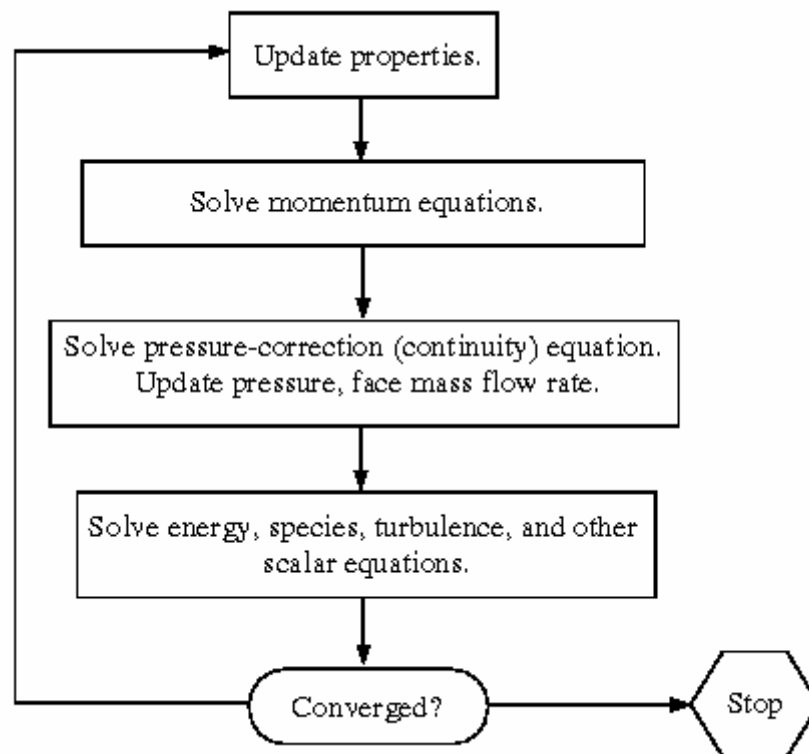 Update properties.
Solve momentum equations.
Solve pressure-correction (continuity) equation.
Update pressure, face mass flow rate.
Solve energy, species, turbulence, and other
scalar equations.
Converged?
Stop